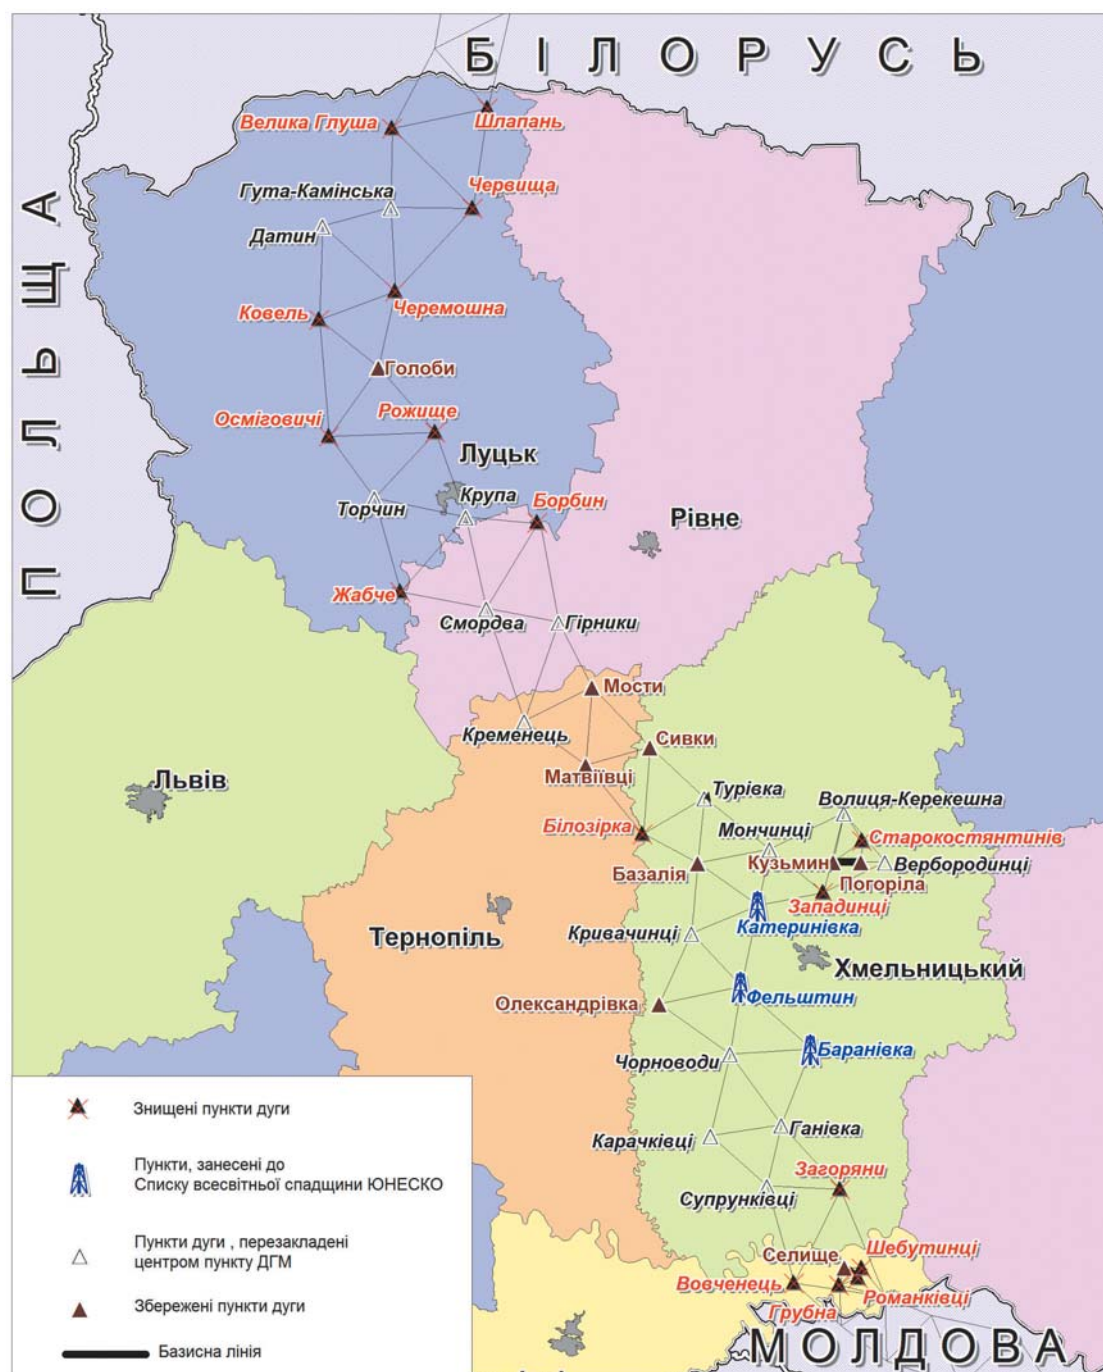 БІЛОРУСЬ
ПОЛЬЩА
Велика Глуша
Шлапань
Гута-Камінська
Червища
Датин
Ковель
Черемошна
Голоби
Осміговичі
Рожище
Луцьк
Торчин
Крупа
Борбин
Рівне
Жабче
Смордва
Гірники
Мости
Кременець
Сивки
Матвіївці
Львів
Турівка
Волиця-Керекешна
Білозірка
Мончинці
Старокостянтинів
Базалія
Кузьмин
Вербородинці
Погоріла
Западинці
Катеринівка
Кривачинці
Тернопіль
Хмельницький
Олександрівка
Фельштин
Чорноводи
Баранівка
Карачківці
Ганівка
Загоряни
Супрунківці
Селище
Шебутинці
Вовченець
Романківці
Грубна
МОЛДОВА
Знищені пункти дуги
Пункти, занесені до
Списку всесвітньої спадщини ЮНЕСКО
Пункти дуги , перезакладені
центром пункту ДГМ
Збережені пункти дуги
Базисна лінія